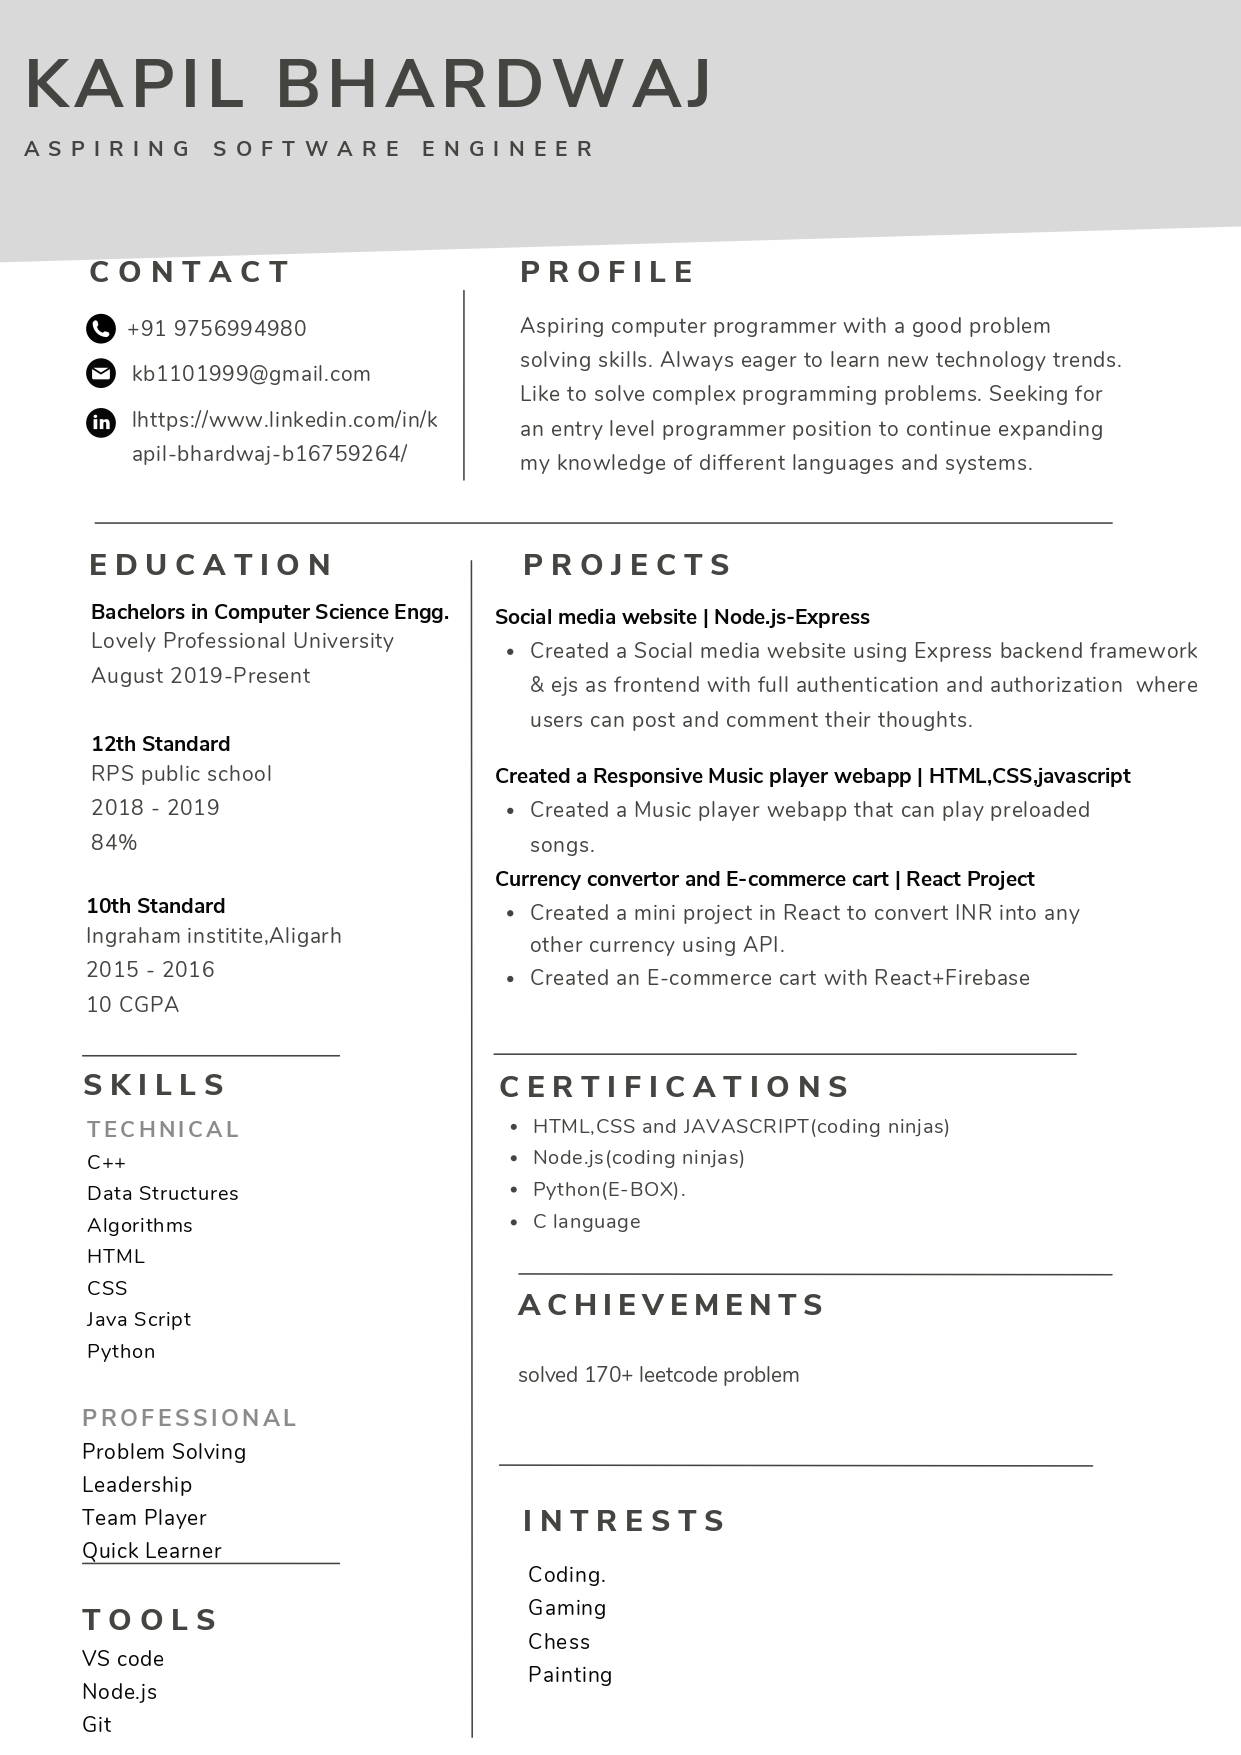 KAPIL BHARDWAJ
ASPIRING SOFTWARE ENGINEER
CONTACT
+91 9756994980
kb1101999@gmail.com
lhttps://www.linkedin.com/in/k
apil-bhardwaj-b16759264/
PROFILE
Aspiring computer programmer with a good problem
solving skills. Always eager to learn new technology trends.
Like to solve complex programming problems. Seeking for
an entry level programmer position to continue expanding
my knowledge of different languages and systems.
EDUCATION
Bachelors in Computer Science Engg.
Lovely Professional University
August 2019-Present
12th Standard
RPS public school
2018 - 2019
84%
10th Standard
Ingraham institite,Aligarh
2015 - 2016
10 CGPA
SKILLS
TECHNICAL
C++
Data Structures
Algorithms
HTML
CSS
Java Script
Python
PROFESSIONAL
Problem Solving
Leadership
Team Player
Quick Learner
TOOLS
VS code
Node.js
Git
PROJECTS
Social media website | Node.js-Express
• Created a Social media website using Express backend framework
& ejs as frontend with full authentication and authorization  where
users can post and comment their thoughts.
Created a Responsive Music player webapp | HTML,CSS,javascript
• Created a Music player webapp that can play preloaded
songs.
Currency convertor and E-commerce cart | React Project
• Created a mini project in React to convert INR into any
other currency using API.
• Created an E-commerce cart with React+Firebase
CERTIFICATIONS
• HTML,CSS and JAVASCRIPT(coding ninjas)
• Node.js(coding ninjas)
• Python(E-BOX).
• C language
ACHIEVEMENTS
solved 170+ leetcode problem
INTRESTS
Coding.
Gaming
Chess
Painting